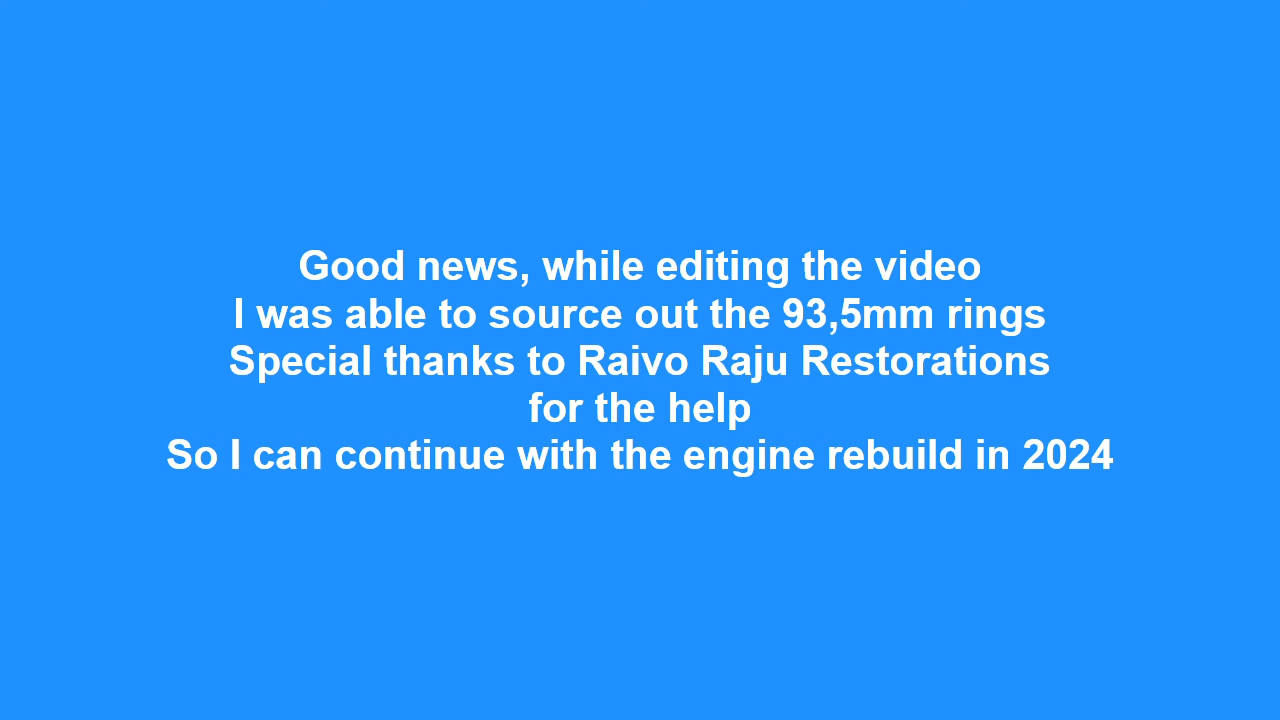 Good news, while editing the video
I was able to source out the 93,5mm rings
Special thanks to Raivo Raju Restorations
for the help
So I can continue with the engine rebuild in 2024